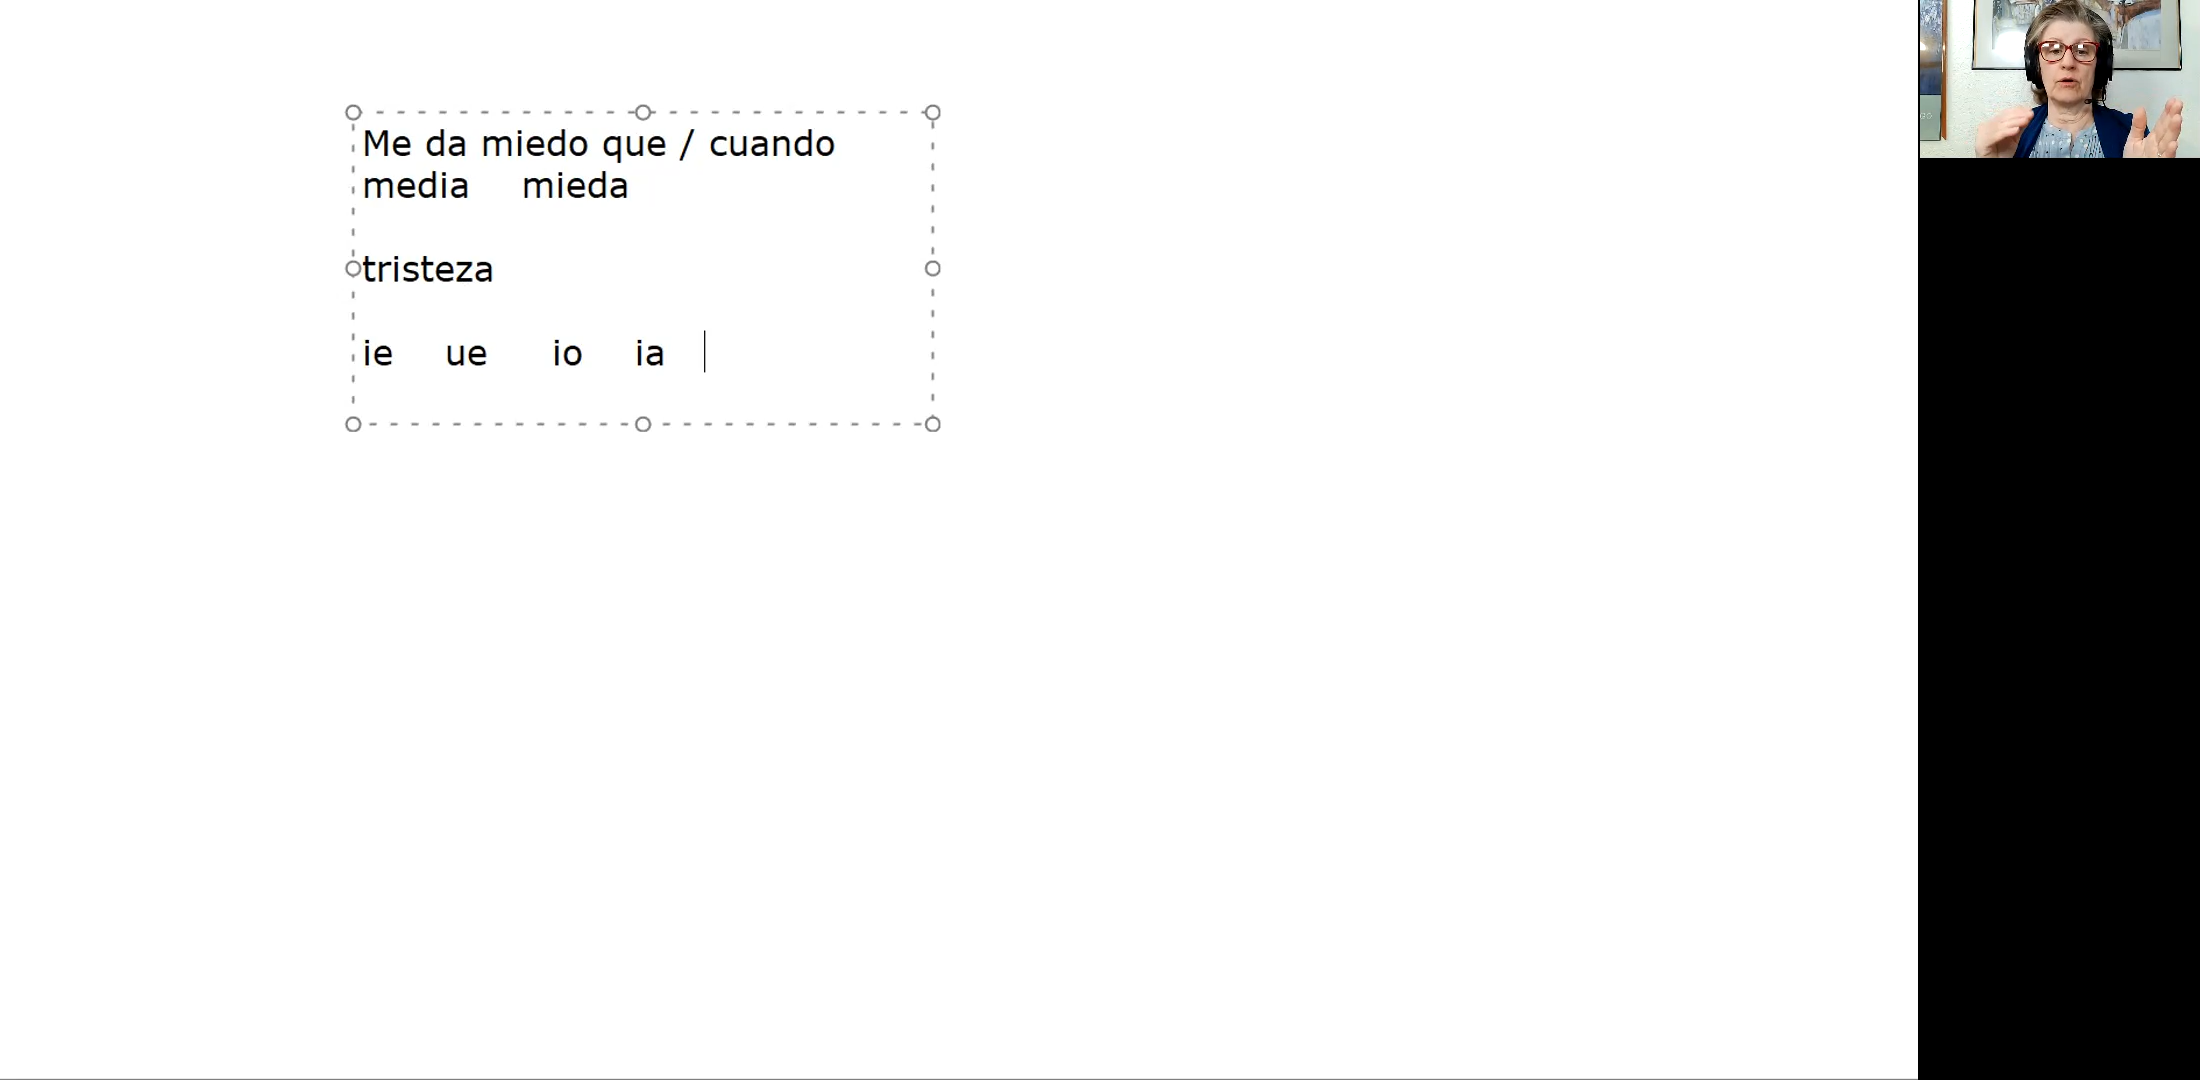 Me da miedo que / cuando
media mieda
tristeza
ie ue io ia